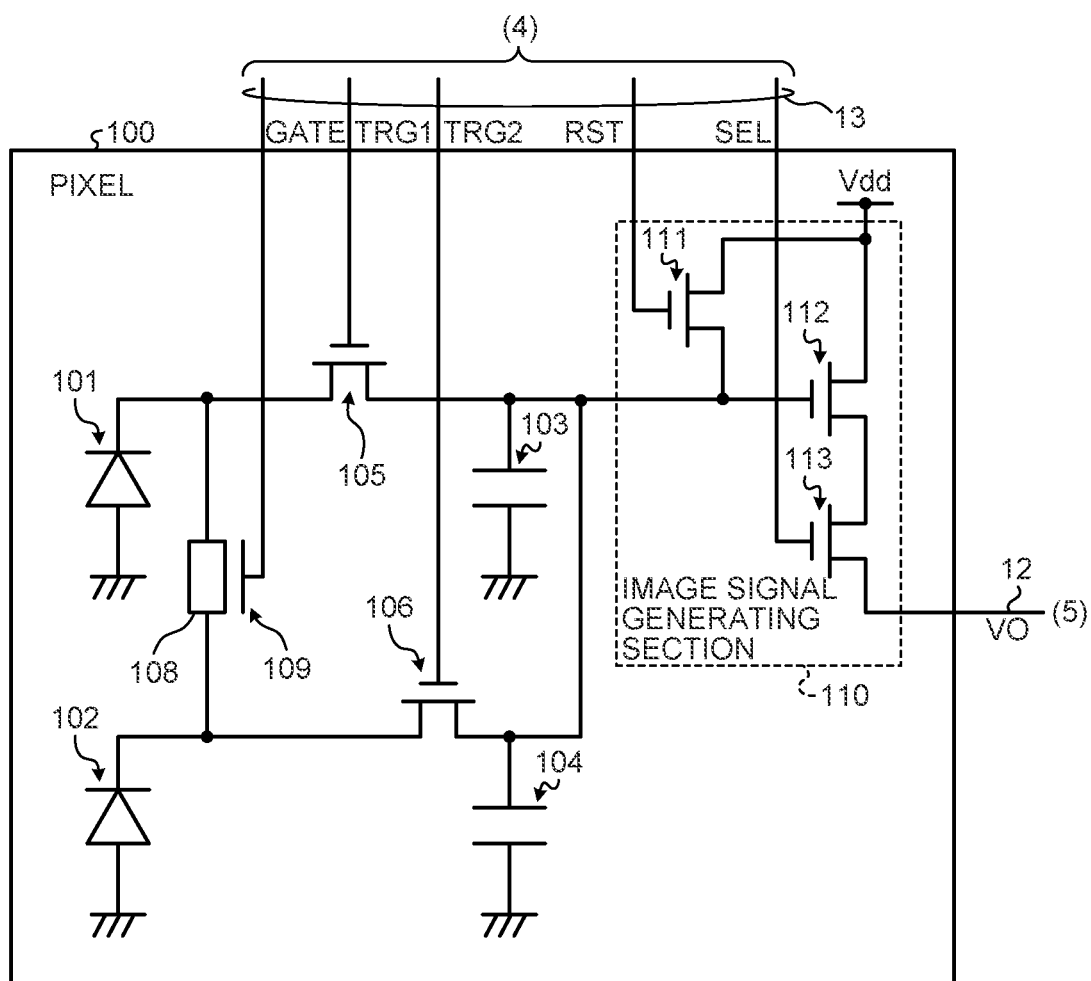 (4)
13
100
GATE TRG1 TRG2 RST SEL
PIXEL
Vdd
111
112
101
103
105
113
106
IMAGE SIGNAL
GENERATING
SECTION
12
VO
(5)
108
109
110
102
104